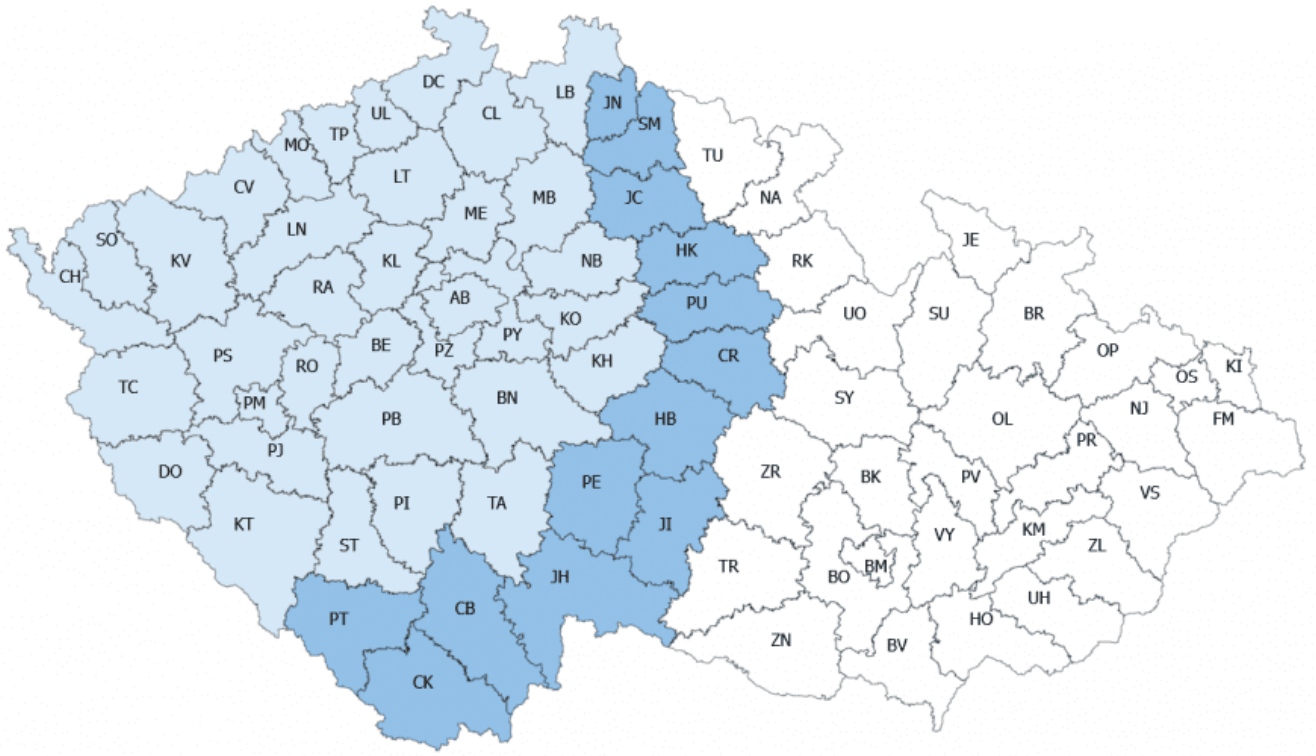 DC
LB
JN
UL
CL
SM
TP
MO
TU
LT
CV
JC
MB
NA
ME
LN
SO
JE
HK
KV
KL
NB
RK
CH
RA
AB
PU
KO
UO
SU
BR
PY
BE
PZ
OP
PS
CR
KH
RO
KI
OS
TC
BN
SY
PM
NJ
PB
HB
OL
FM
PR
PJ
DO
ZR
BK
PV
PE
VS
PI
TA
KT
JI
KM
VY
ST
ZL
TR
BM
JH
BO
UH
CB
PT
HO
ZN
BV
CK